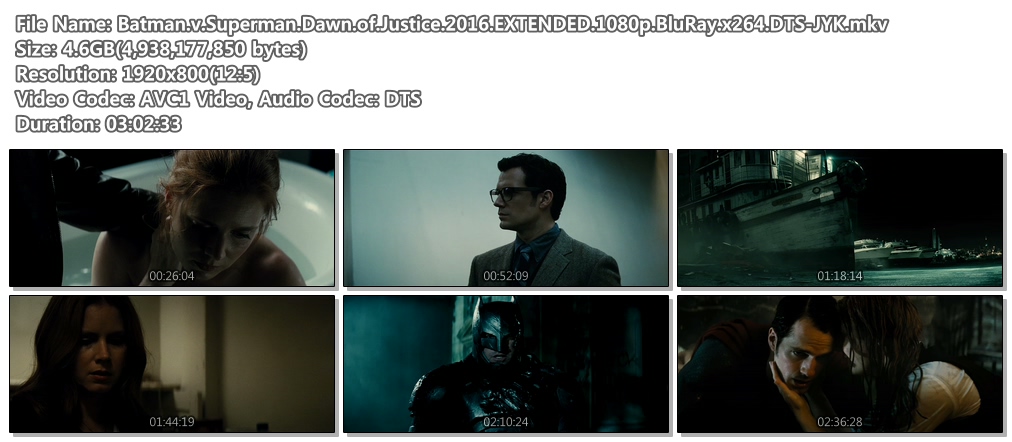 File Name: Batman.v.Superman.Dawn.of.Justice.2016.EXTENDED.1080p.BluRay.x264.DTS-JYK.mkv
Size: 4.6GB(4,938,177,850 bytes)
Resolution: 1920x800(12:5)
Video Codec: AVC1 Video, Audio Codec: DTS
Duration: 03:02:33
00:26:04
00:52:09
01:18:14
01:44:19
02:10:24
02:36:28